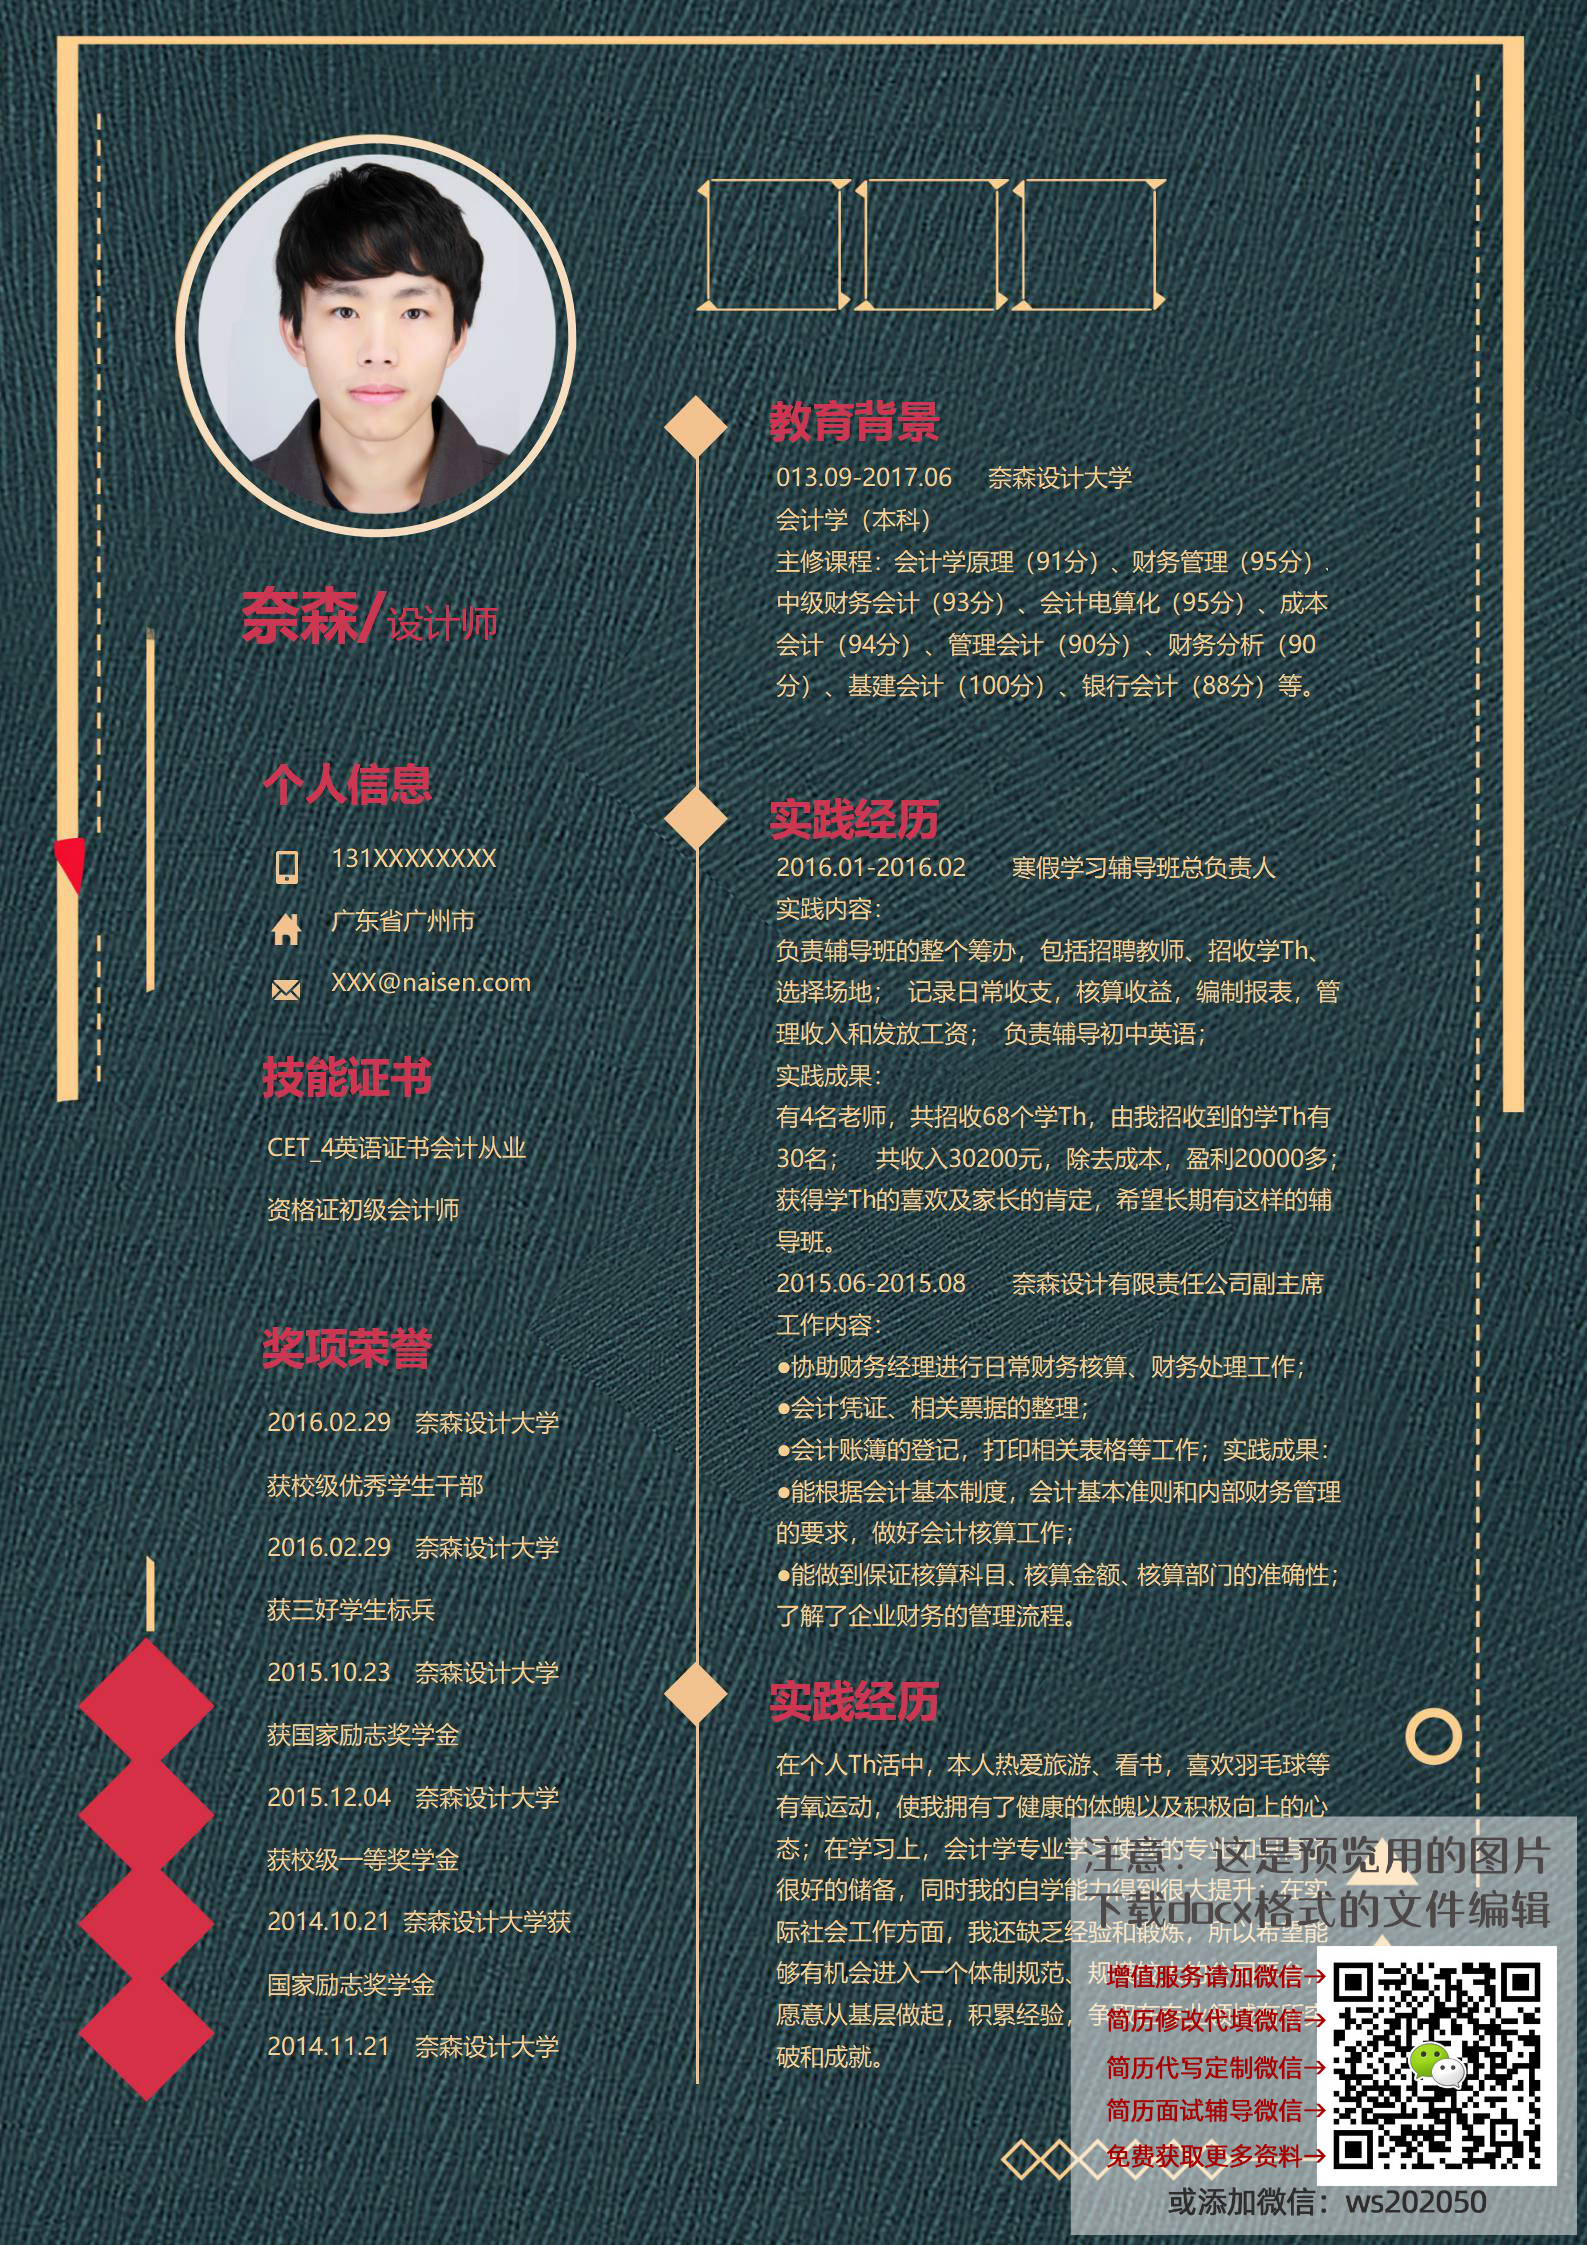 奈森/设计师
个人信息
131XXXXXXXX
广东省广州市
XXX@naisen.com
技能证书
CET_4英语证书会计从业
资格证初级会计师
奖项荣誉
2016.02.29 奈森设计大学
获校级优秀学生干部
2016.02.29 奈森设计大学
获三好学生标兵
2015.10.23 奈森设计大学
获国家励志奖学金
2015.12.04 奈森设计大学
获校级一等奖学金
2014.10.21 奈森设计大学获
国家励志奖学金
2014.11.21 奈森设计大学
教育背景
013.09-2017.06 奈森设计大学
会计学（本科）
主修课程：会计学原理（91分）、财务管理（95分）、
中级财务会计（93分）、会计电算化（95分）、成本
会计（94分）、管理会计（90分）、财务分析（90
分）、基建会计（100分）、银行会计（88分）等。
实践经历
2016.01-2016.02 寒假学习辅导班总负责人
实践内容：
负责辅导班的整个筹办，包括招聘教师、招收学Th、
选择场地； 记录日常收支，核算收益，编制报表，管
理收入和发放工资； 负责辅导初中英语；
实践成果：
有4名老师，共招收68个学Th，由我招收到的学Th有
30名； 共收入30200元，除去成本，盈利20000多；
获得学Th的喜欢及家长的肯定，希望长期有这样的辅
导班。
2015.06-2015.08 奈森设计有限责任公司副主席
工作内容：
●协助财务经理进行日常财务核算、财务处理工作；
●会计凭证、相关票据的整理；
●会计账簿的登记，打印相关表格等工作；实践成果：
●能根据会计基本制度，会计基本准则和内部财务管理
的要求，做好会计核算工作；
●能做到保证核算科目、核算金额、核算部门的准确性；
了解了企业财务的管理流程。
实践经历
在个人Th活中，本人热爱旅游、看书，喜欢羽毛球等
有氧运动，使我拥有了健康的体魄以及积极向上的心
态；在学习上，会计学专业学习使我的专业知识有了
很好的储备，同时我的自学能力得到很大提升；在实
际社会工作方面，我还缺乏经验和锻炼，所以希望能
够有机会进入一个体制规范、规
愿意从基层做起，积累经验，争取在专业领域有所突
破和成就。
注意：这是预览用的图片
下载docx格式的文件编辑
增值服务请加微信→
简历修改代填微信→
简历代写定制微信→
简历面试辅导微信→
免费获取更多资料→
或添加微信：ws202050